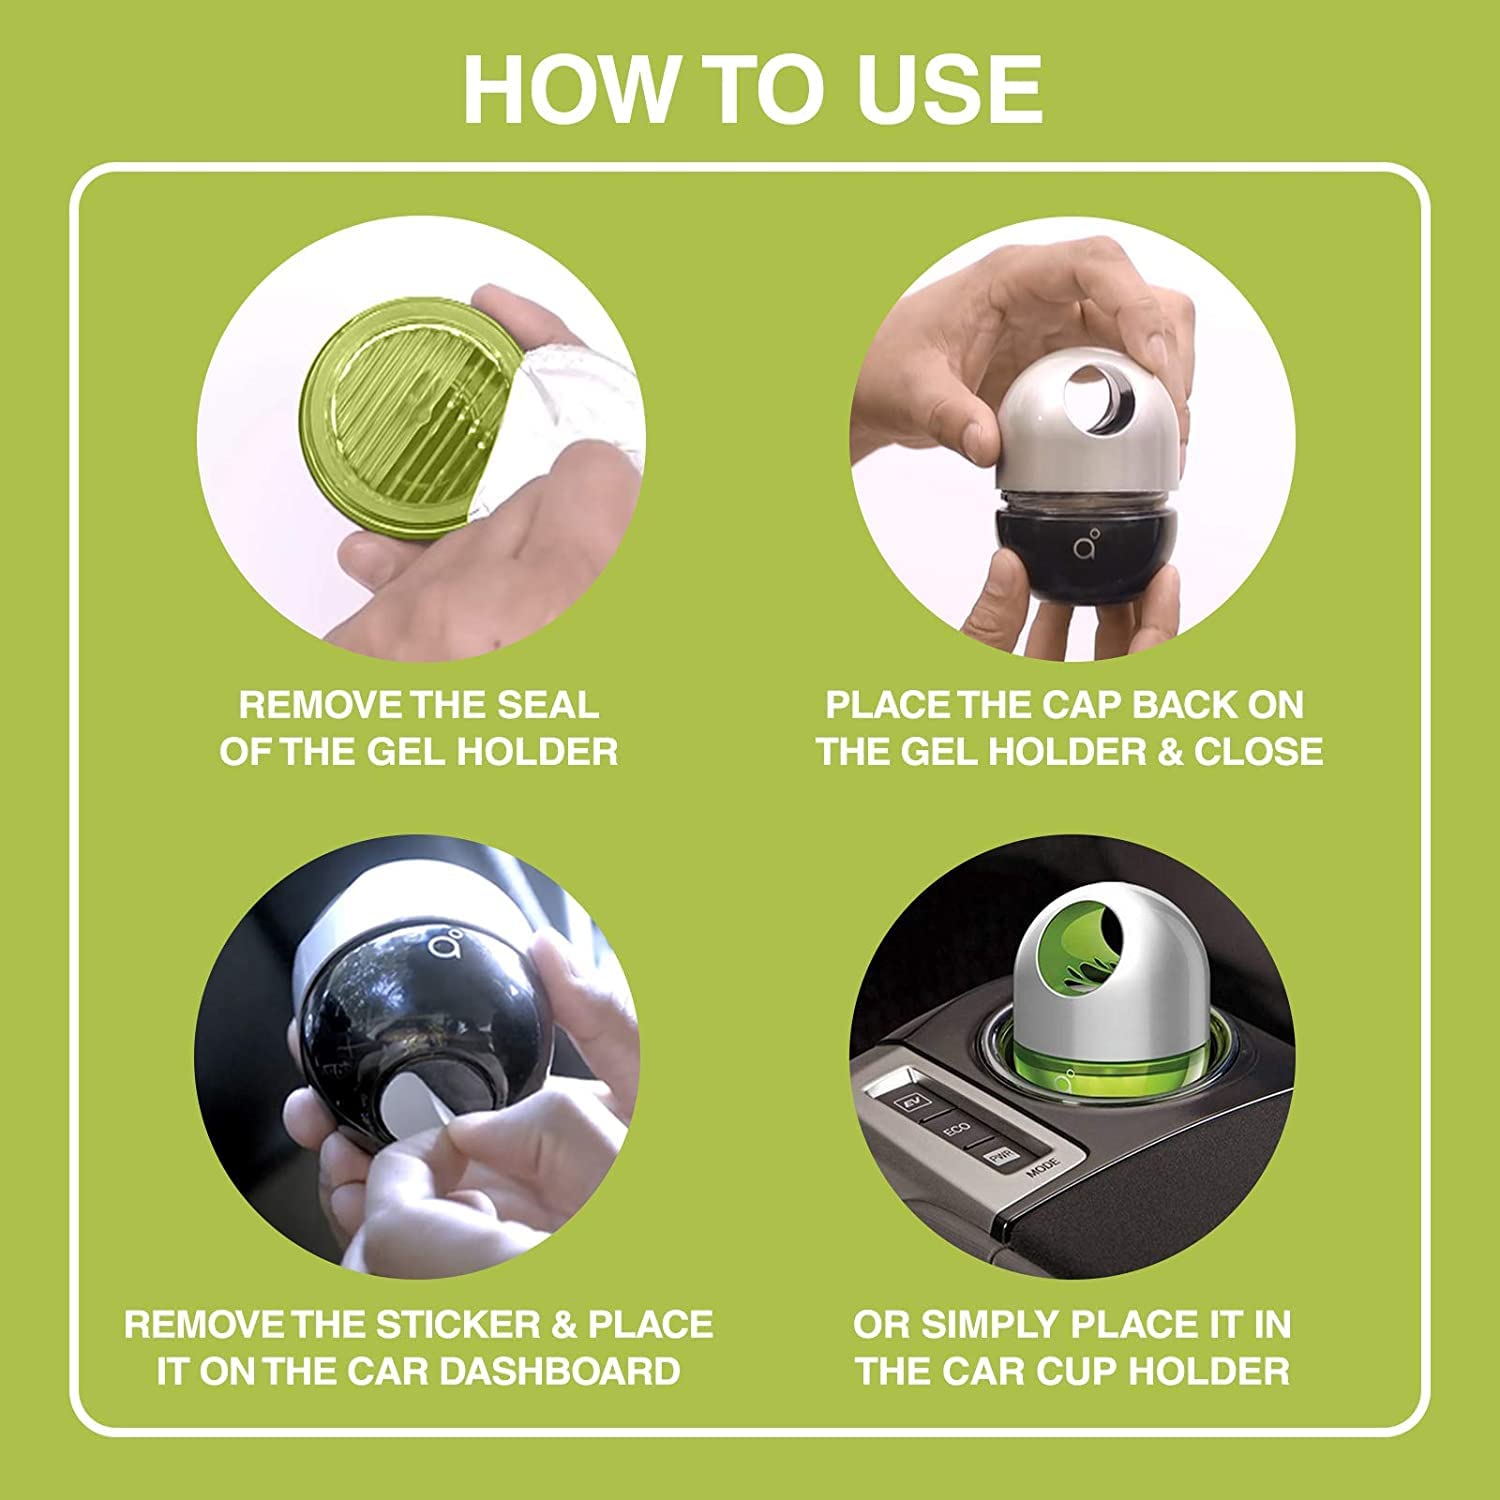 HOW TO USE
REMOVE THE SEAL
OF THE GEL HOLDER
PLACE THE CAP BACK ON
THE GEL HOLDER & CLOSE
REMOVE THE STICKER & PLACE
IT ON THE CAR DASHBOARD
EV
ECO
PWR
MODE
OR SIMPLY PLACE IT IN
THE CAR CUP HOLDER